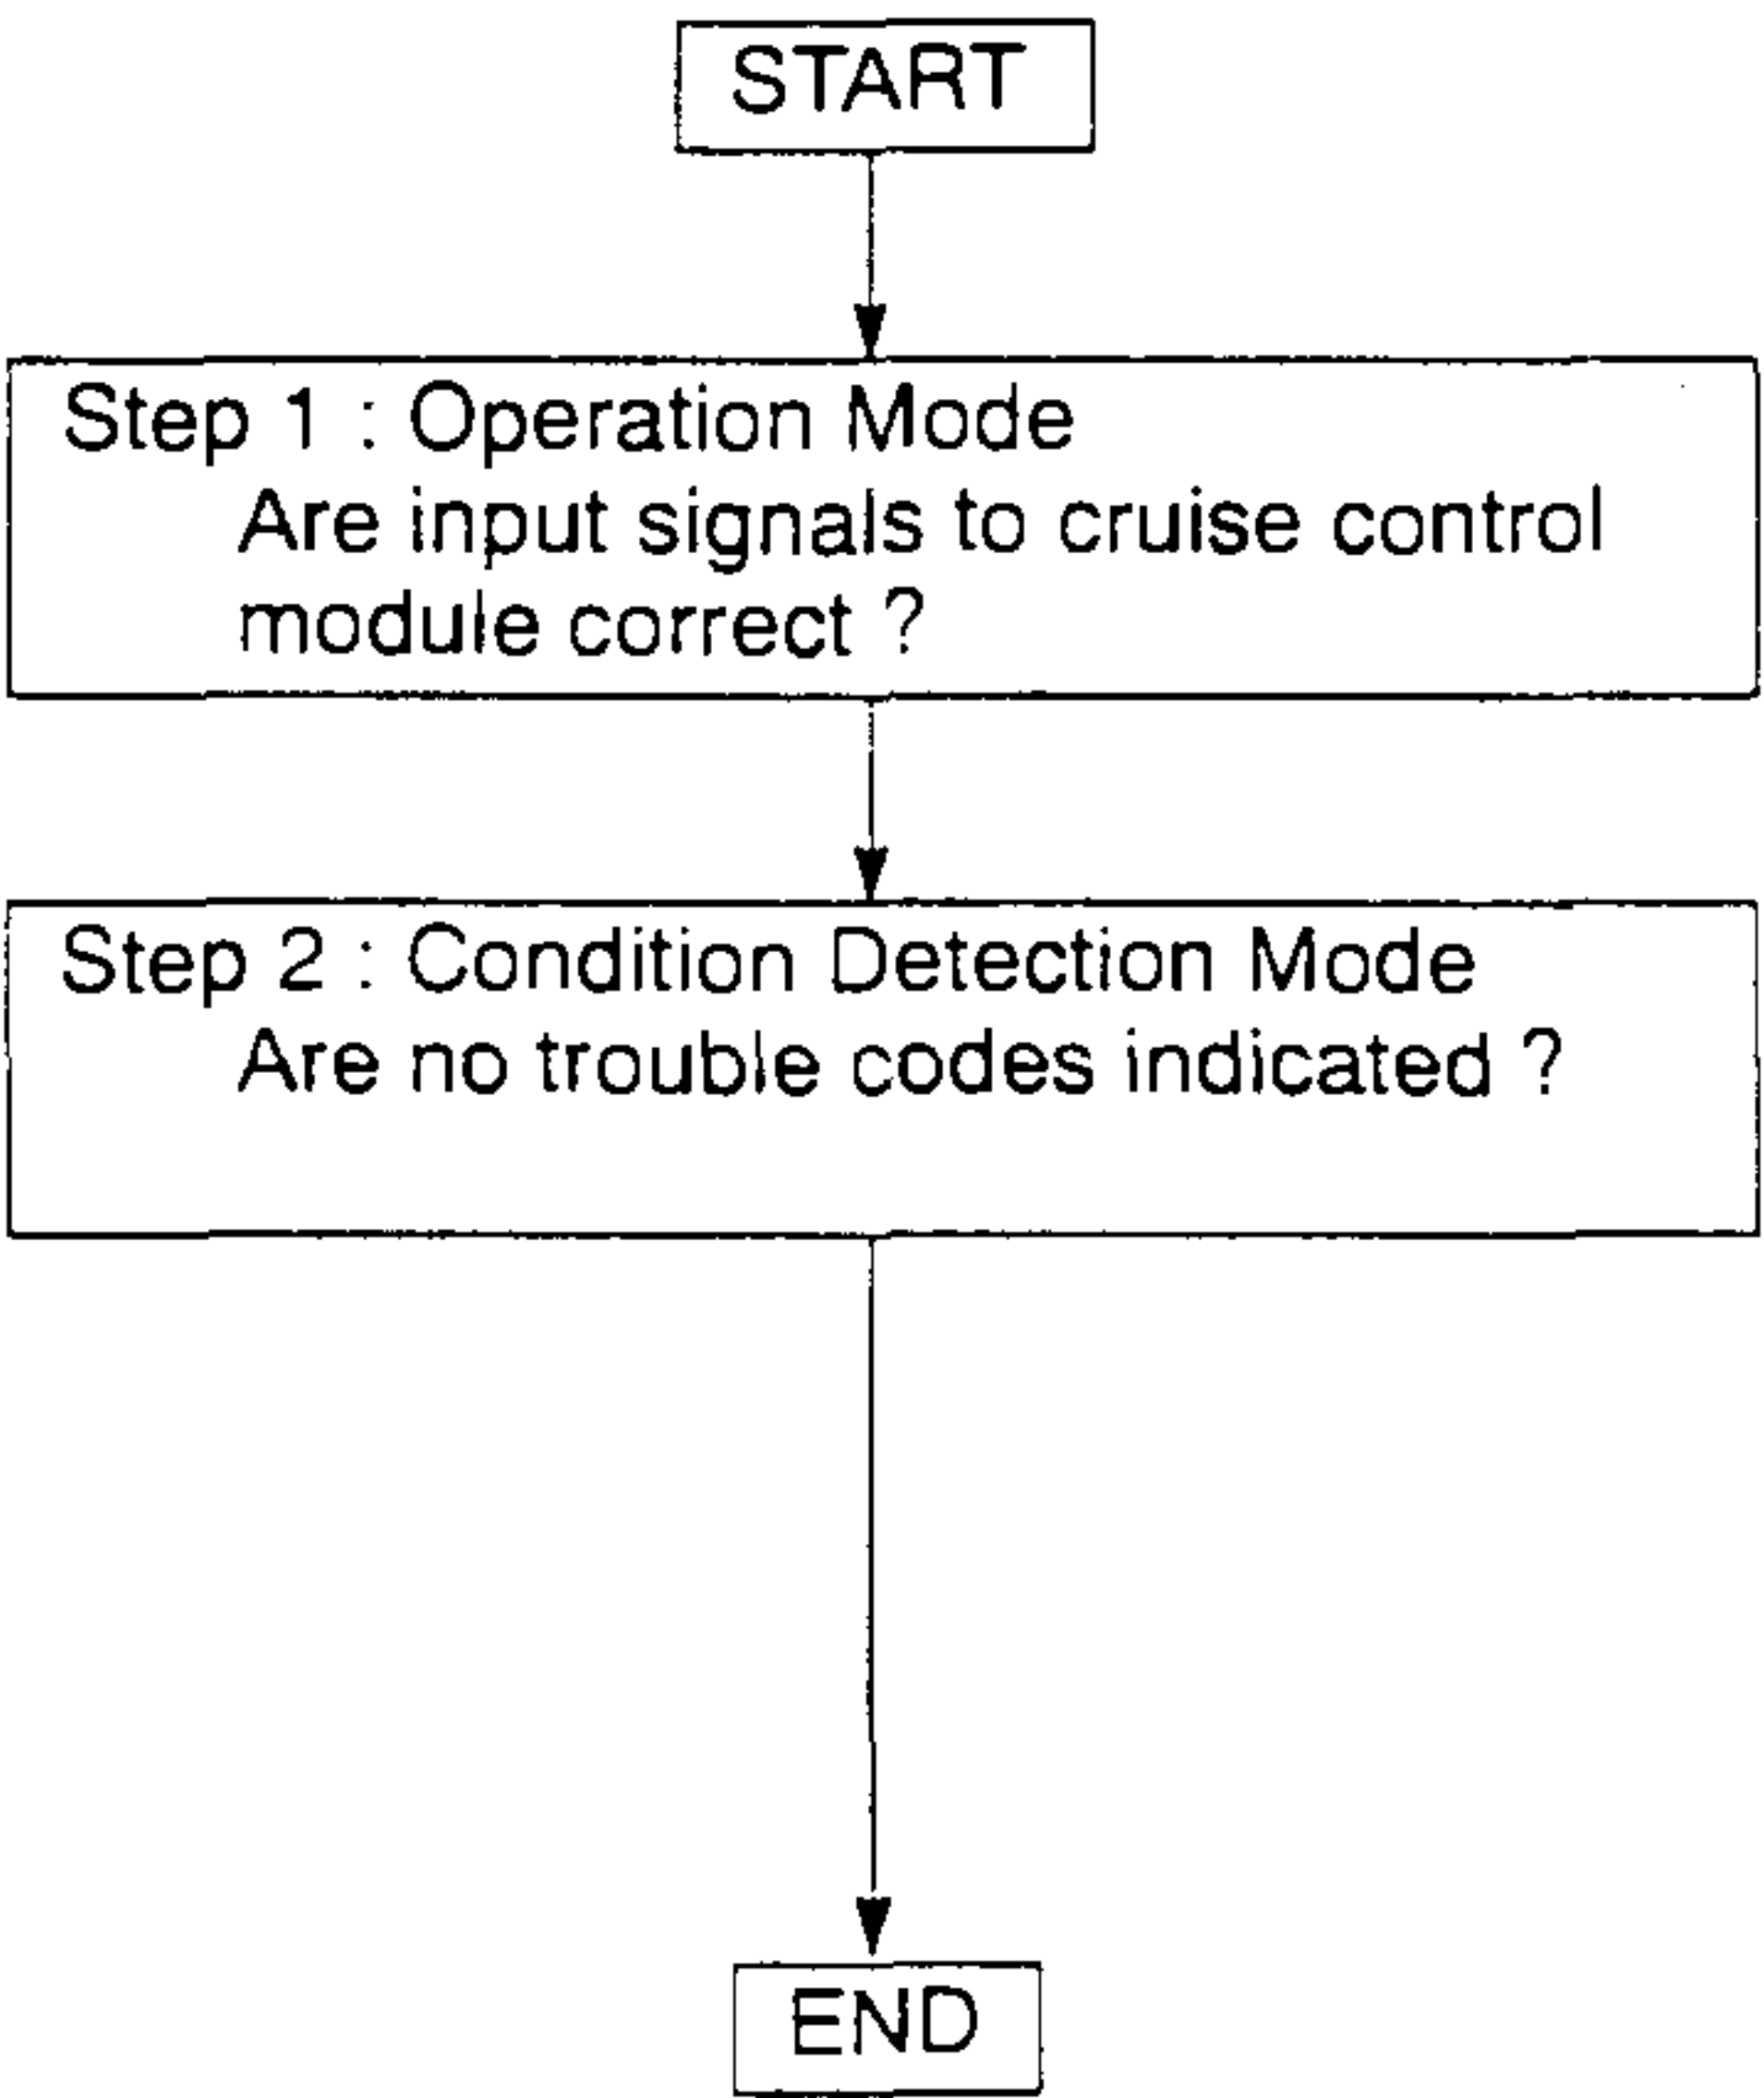 START
Step 1 : Operation Mode
Are input signals to cruise control
module correct ?
Step 2 : Condition Detection Mode
Are no trouble codes indicated ?
END